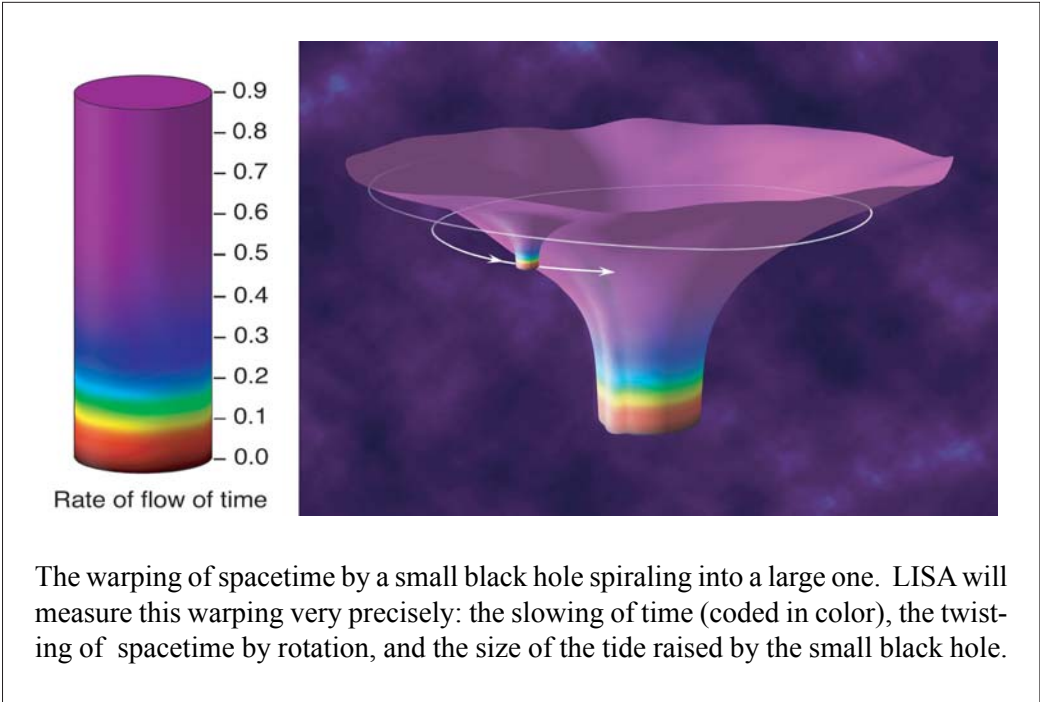 0.9
0.8
0.7
0.6
0.5
0.4
0.3
0.2
0.1
0.0
Rate of flow of time
The warping of spacetime by a small black hole spiraling into a large one. LISA will
measure this warping very precisely: the slowing of time (coded in color), the twist-
ing of spacetime by rotation, and the size of the tide raised by the small black hole.